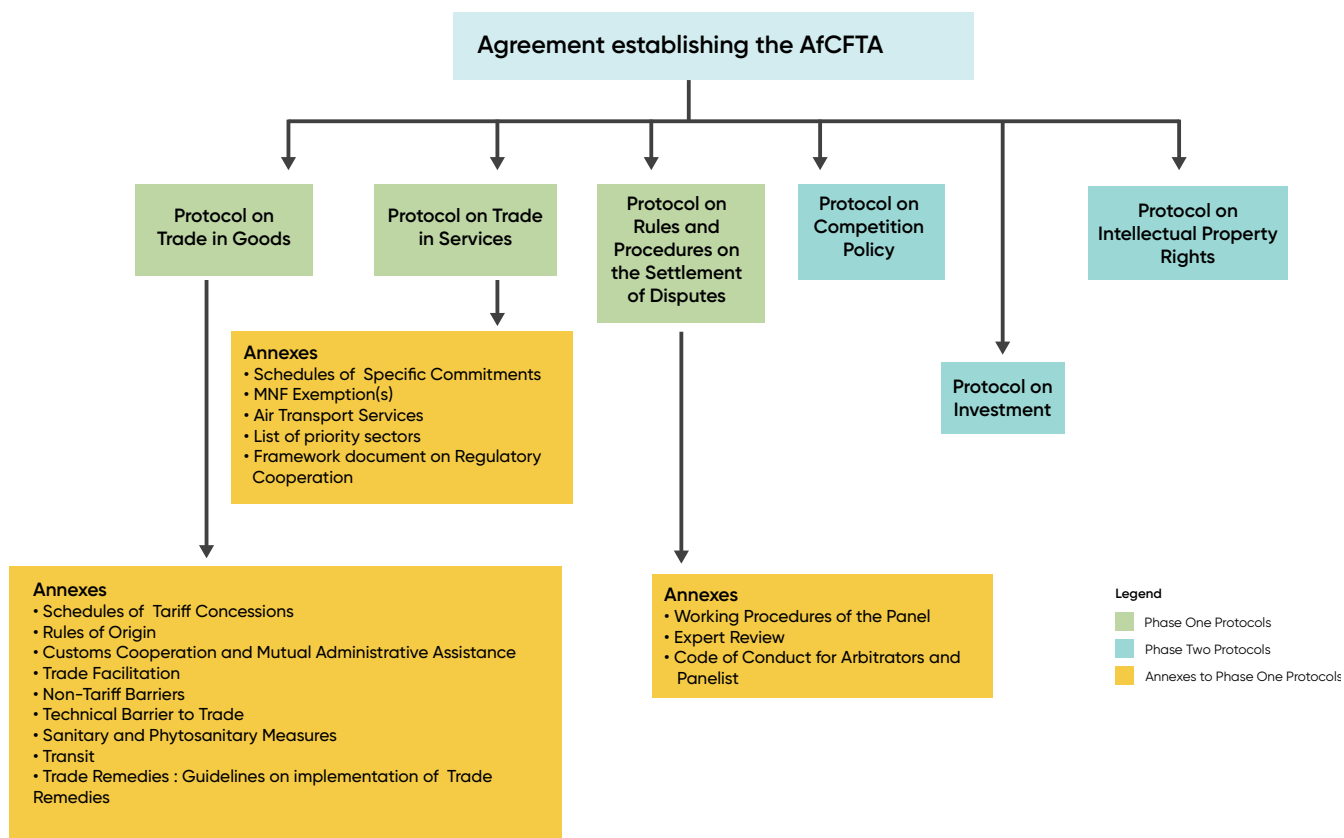 Agreement establishing the AfCFTA
Protocol on
Trade in Goods
Protocol on Trade
in Services
Protocol on
Rules and
Procedures on
the Settlement
of Disputes
Protocol on
Competition
Policy
Protocol on
Intellectual Property
Rights
Protocol on
Investment
Annexes
• Schedules of Specific Commitments
• MNF Exemption(s)
• Air Transport Services
• List of priority sectors
• Framework document on Regulatory
Cooperation
Annexes
• Schedules of Tariff Concessions
• Rules of Origin
• Customs Cooperation and Mutual Administrative Assistance
• Trade Facilitation
• Non-Tariff Barriers
• Technical Barrier to Trade
• Sanitary and Phytosanitary Measures
• Transit
• Trade Remedies : Guidelines on implementation of Trade
Remedies
Annexes
• Working Procedures of the Panel
• Expert Review
• Code of Conduct for Arbitrators and
Panelist
Legend
Phase One Protocols
Phase Two Protocols
Annexes to Phase One Protocols